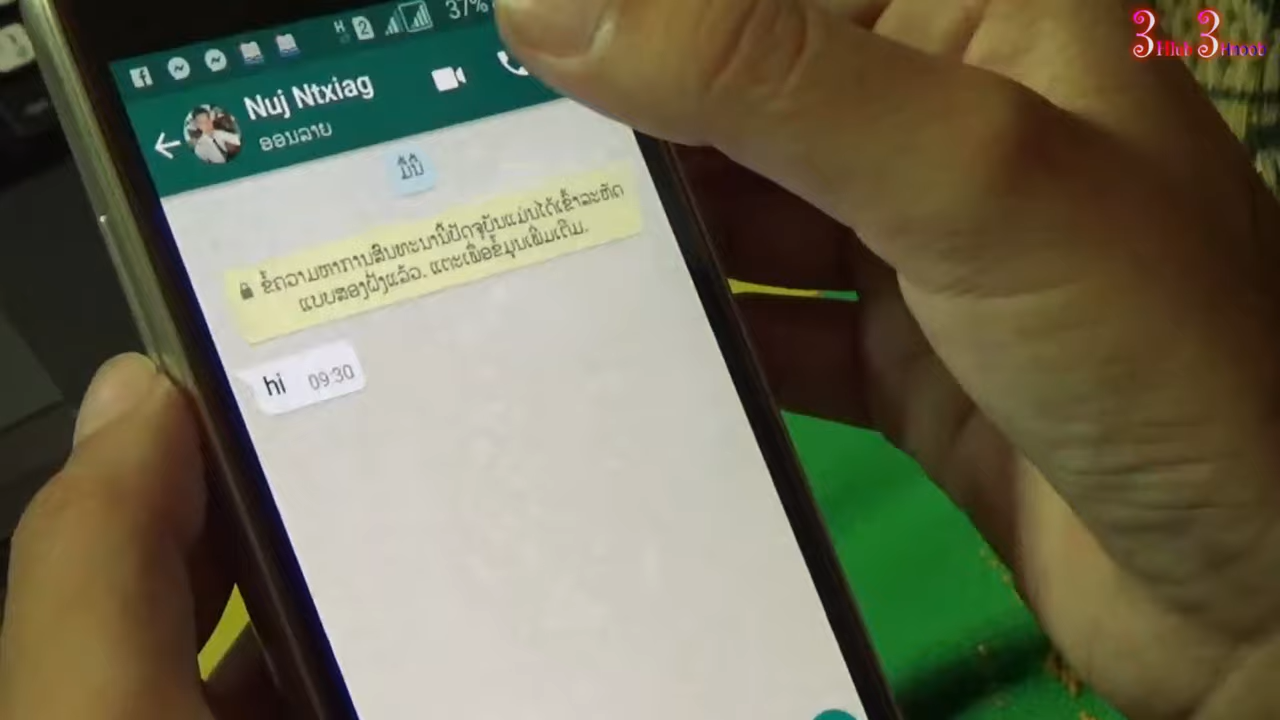 37%
Nuj Ntxiag
ອອນລາຍ
ມື້ນີ້
ຂໍ້ຄວາມຫາການສົນທະນານີ້ປັດຈຸບັນແມ່ນໄດ້ເຂົ້າລະຫັດ
ແບບສອງຝັ່ງແລ້ວ. ແຕະເພື່ອຂໍ້ມູນເພີ່ມເຕີມ.
hi 09:30